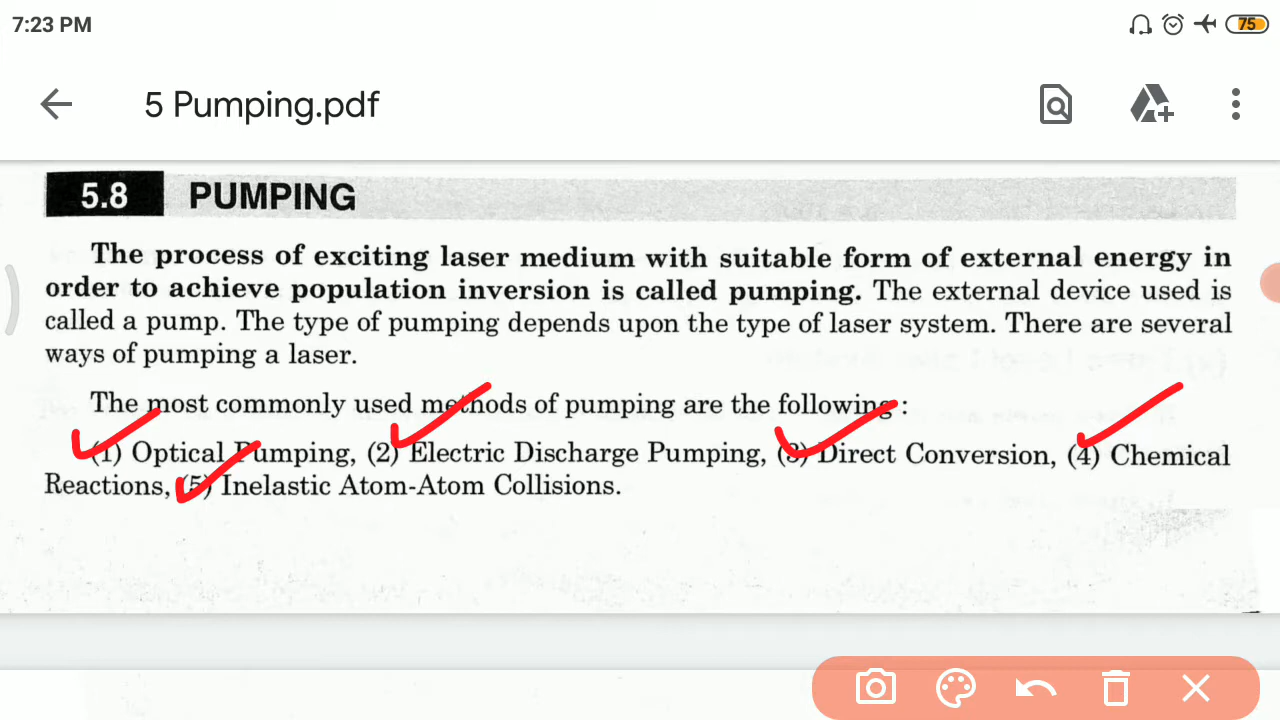 7:23 PM
75
5 Pumping.pdf
5.8 PUMPING
The process of exciting laser medium with suitable form of external energy in
order to achieve population inversion is called pumping. The external device used is
called a pump. The type of pumping depends upon the type of laser system. There are several
ways of pumping a laser.
The most commonly used methods of pumping are the following :
(1) Optical Pumping, (2) Electric Discharge Pumping, (3) Direct Conversion, (4) Chemical
Reactions, (5) Inelastic Atom-Atom Collisions.